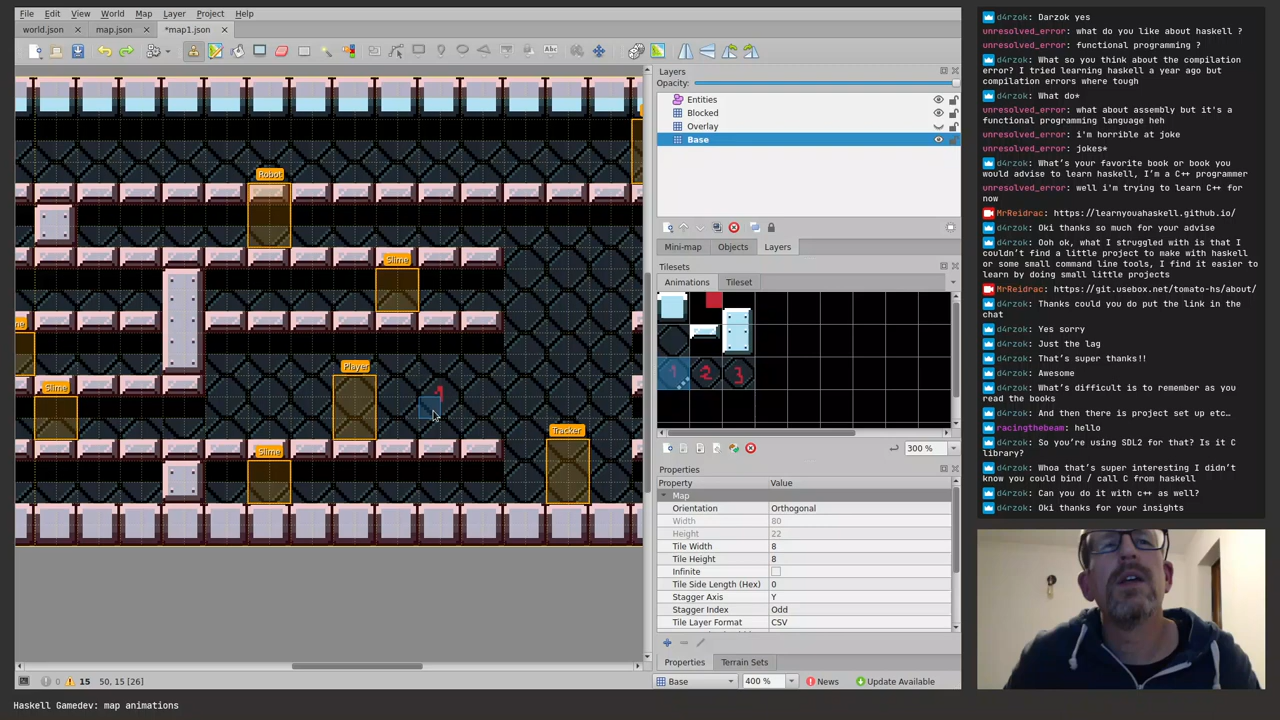 File Edit View World Map Layer Project Help
world.json map.json *map1.json
Abc
Robot
Slime
Player
Slime
Slime
Tracker
Layers
Opacity:
Entities
Blocked
Overlay
Base
Mini-map Objects Layers
Tilesets
Animations Tileset
1 2 3
300 %
Properties
Property Value
Map
Orientation Orthogonal
Width 80
Height 22
Tile Width 8
Tile Height 8
Infinite
Tile Side Length (Hex) 0
Stagger Axis Y
Stagger Index Odd
Tile Layer Format CSV
Properties Terrain Sets
0 15 50, 15 [26]
Base 400 % News Update Available
Haskell Gamedev: map animations
d4rzok: Darzok yes
unresolved_error: what do you like about haskell ?
unresolved_error: functional programming ?
d4rzok: What so you think about the compilation
error? I tried learning haskell a year ago but
compilation errors where tough
d4rzok: What do*
unresolved_error: what about assembly but it's a
functional programming language heh
unresolved_error: i'm horrible at joke
unresolved_error: jokes*
d4rzok: What's your favorite book or book you
would advise to learn haskell, I'm a C++ programmer
unresolved_error: well i'm trying to learn C++ for
now
MrReidrac: https://learnyouahaskell.github.io/
d4rzok: Oki thanks so much for your advise
d4rzok: Ooh ok, what I struggled with is that I
couldn't find a little project to make with haskell
or some small command line tools, I find it easier to
learn by doing small little projects
MrReidrac: https://git.usebox.net/tomato-hs/about/
d4rzok: Thanks could you do put the link in the
chat
d4rzok: Yes sorry
d4rzok: Just the lag
d4rzok: That's super thanks!!
d4rzok: Awesome
d4rzok: What's difficult is to remember as you
read the books
d4rzok: And then there is project set up etc…
racingthebeam: hello
d4rzok: So you're using SDL2 for that? Is it C
library?
d4rzok: Whoa that's super interesting I didn't
know you could bind / call C from haskell
d4rzok: Can you do it with c++ as well?
d4rzok: Oki thanks for your insights